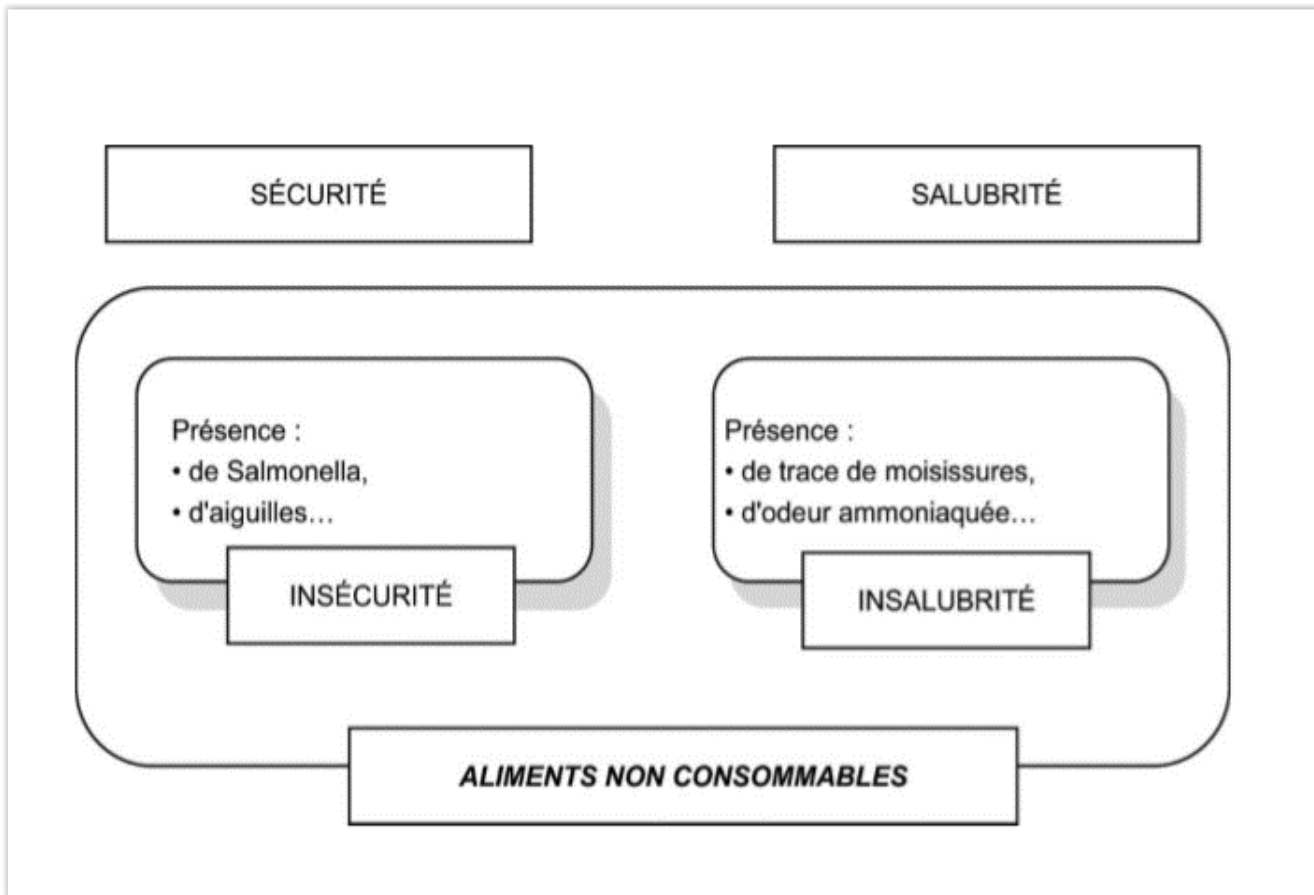 SÉCURITÉ
SALUBRITÉ
Présence :
• de Salmonella,
• d'aiguilles…
INSÉCURITÉ
Présence :
• de trace de moisissures,
• d'odeur ammoniaquée…
INSALUBRITÉ
ALIMENTS NON CONSOMMABLES